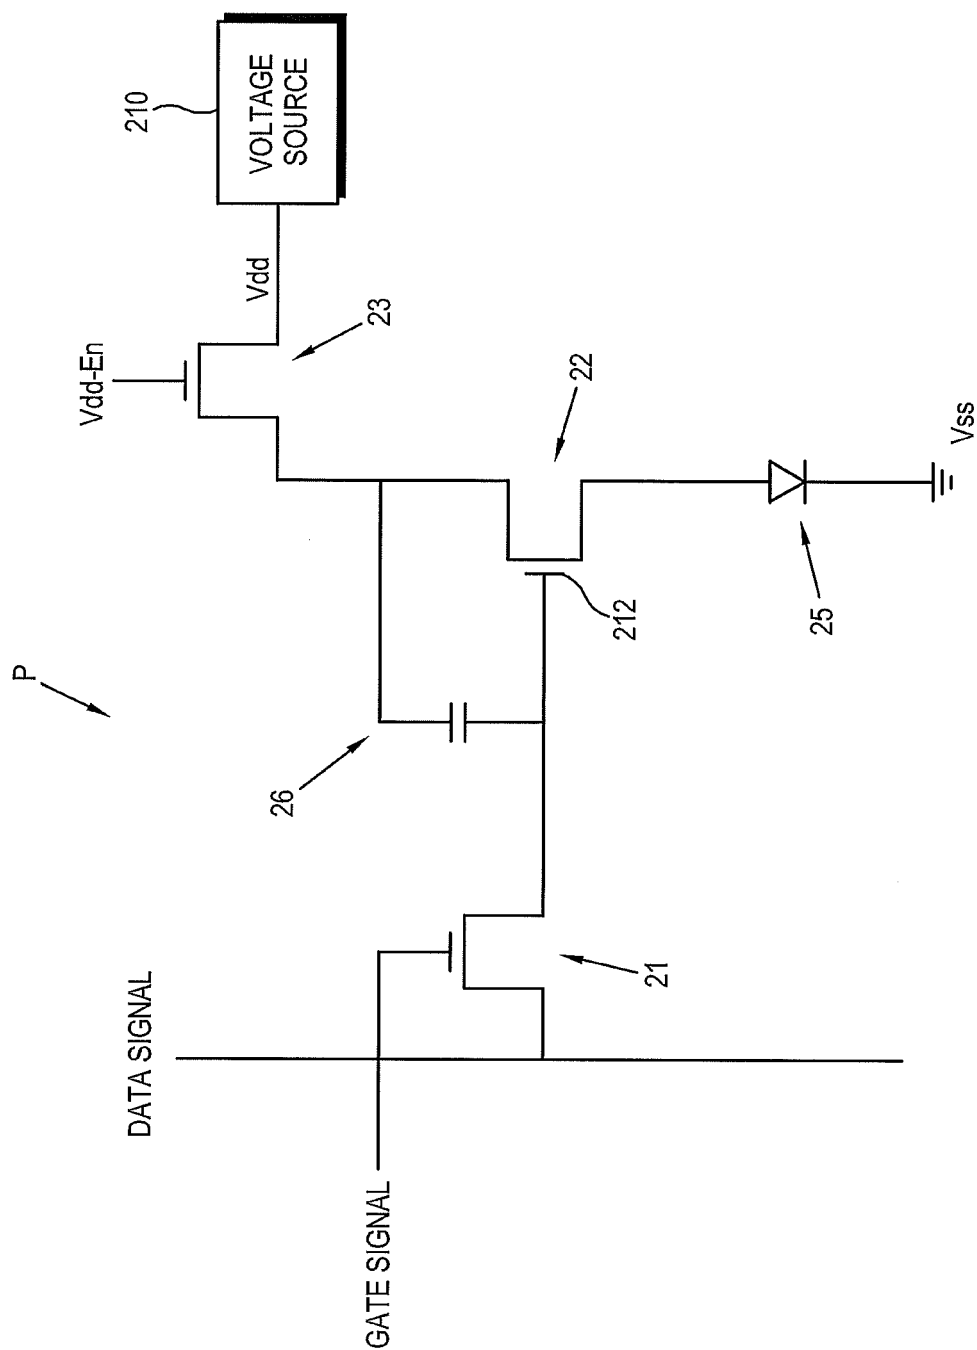 P
DATA SIGNAL
GATE SIGNAL
21
26
212
22
25
Vss
23
Vdd-En
Vdd
210
VOLTAGE
SOURCE